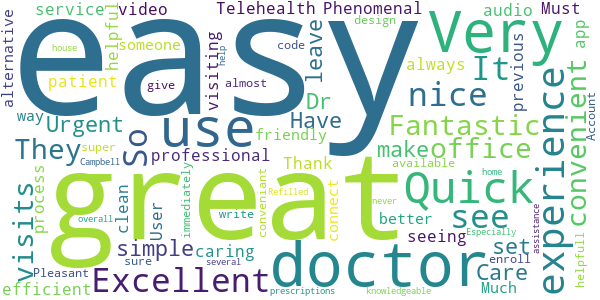 service
video
Telehealth
Phenomenal
audio
design
Must
alternative
helpful
someone
visiting
house
help
code
leave
always
previous
app
easy
Very
patient
give
almost
It
nice
experience
convenient
Account
way
Urgent
So
use
Dr
Have
Fantastic
They
professional
friendly
make
office
super
Campbell
Thank
available
visits
process
great
Quick
see
clean
User
immediately
conveniant
Refilled
connect
never
home
better
Especially
simple
caring
write
doctor
seeing
set
assistance
helpfull
overall
Pleasant
sure
several
Excellent
Care
enroll
efficient
prescriptions
knowledgeable
Much